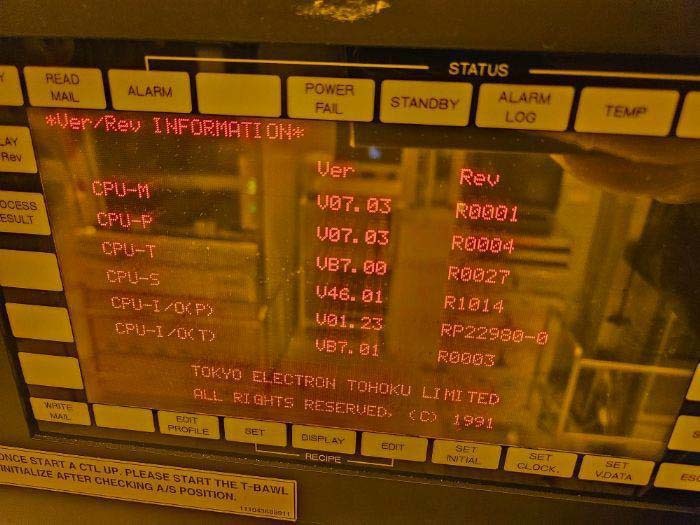 STATUS
READ MAIL
ALARM
POWER FAIL
STANDBY
ALARM LOG
TEMP
*Ver/Rev INFORMATION*
Rev
Ver Rev
CPU-M V07.03 R0001
CPU-P V07.03 R0004
CPU-T VB7.00 R0027
CPU-S V46.01 R1014
CPU-I/O(P) V01.23 RP22980-0
CPU-I/O(T) VB7.01 R0003
TOKYO ELECTRON TOHOKU LIMITED
ALL RIGHTS RESERVED. (C) 1991
WRITE MAIL
EDIT PROFILE
SET
DISPLAY
EDIT
SET INITIAL
SET CLOCK.
SET V.DATA
RECIPE
ONCE START A CTL UP. PLEASE START THE T-BAWL
INITIALIZE AFTER CHECKING A/S POSITION.